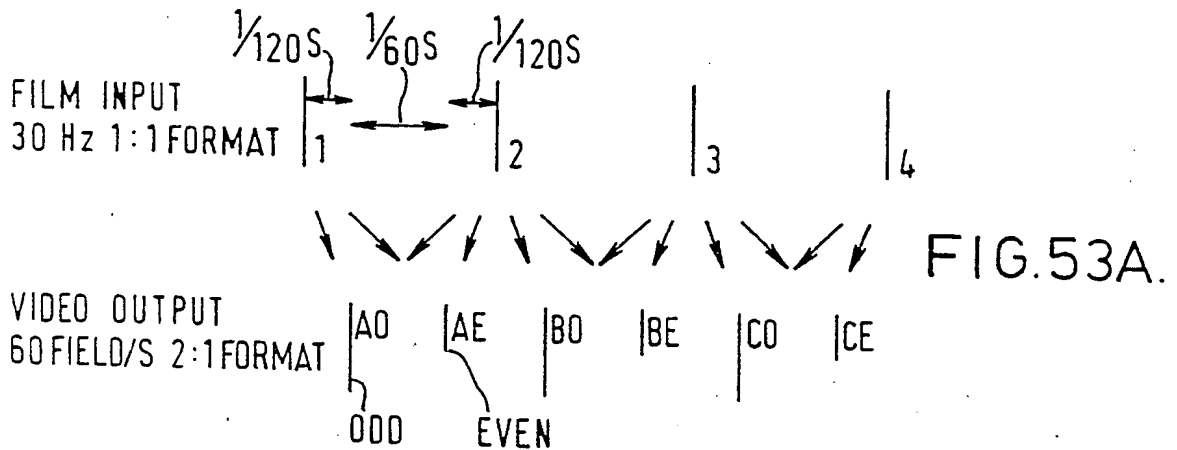 1/120S 1/60S 1/120S
FILM INPUT
30 Hz 1:1 FORMAT
1 2 3 4
FIG.53A.
VIDEO OUTPUT
60 FIELD/S 2:1 FORMAT
AO AE BO BE CO CE
ODD EVEN